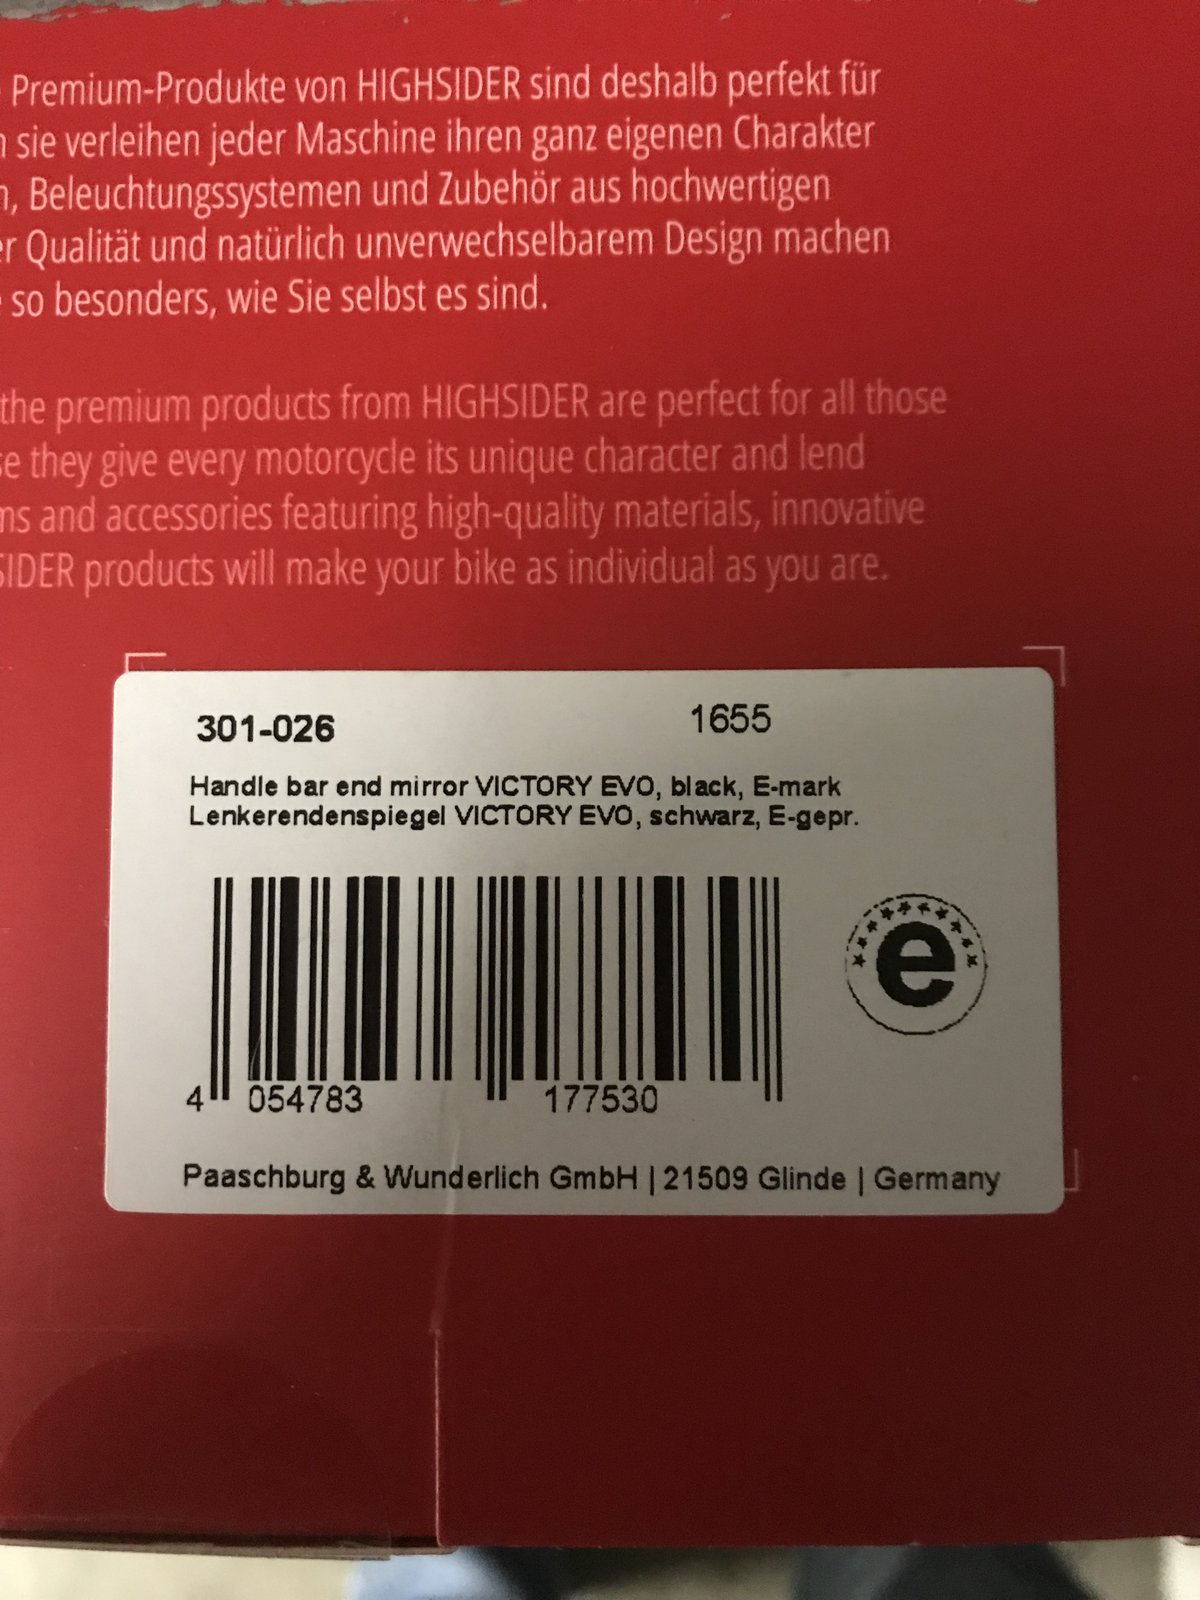 Premium-Produkte von HIGHSIDER sind deshalb perfekt für
sie verleihen jeder Maschine ihren ganz eigenen Charakter
Beleuchtungssystemen und Zubehör aus hochwertigen
Qualität und natürlich unverwechselbarem Design machen
so besonders, wie Sie selbst es sind.
the premium products from HIGHSIDER are perfect for all those
they give every motorcycle its unique character and lend
and accessories featuring high-quality materials, innovative
SIDER products will make your bike as individual as you are.
301-026 1655
Handle bar end mirror VICTORY EVO, black, E-mark
Lenkerendenspiegel VICTORY EVO, schwarz, E-gepr.
e
4 054783 177530
Paaschburg & Wunderlich GmbH | 21509 Glinde | Germany